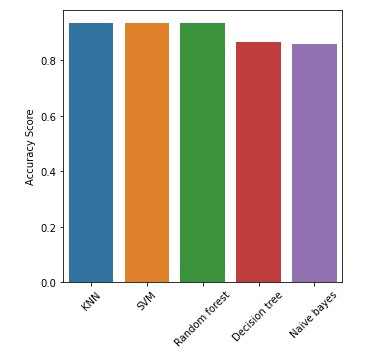 Accuracy Score
0.8
0.6
0.4
0.2
0.0
KNN
SVM
Random forest
Decision tree
Naive bayes